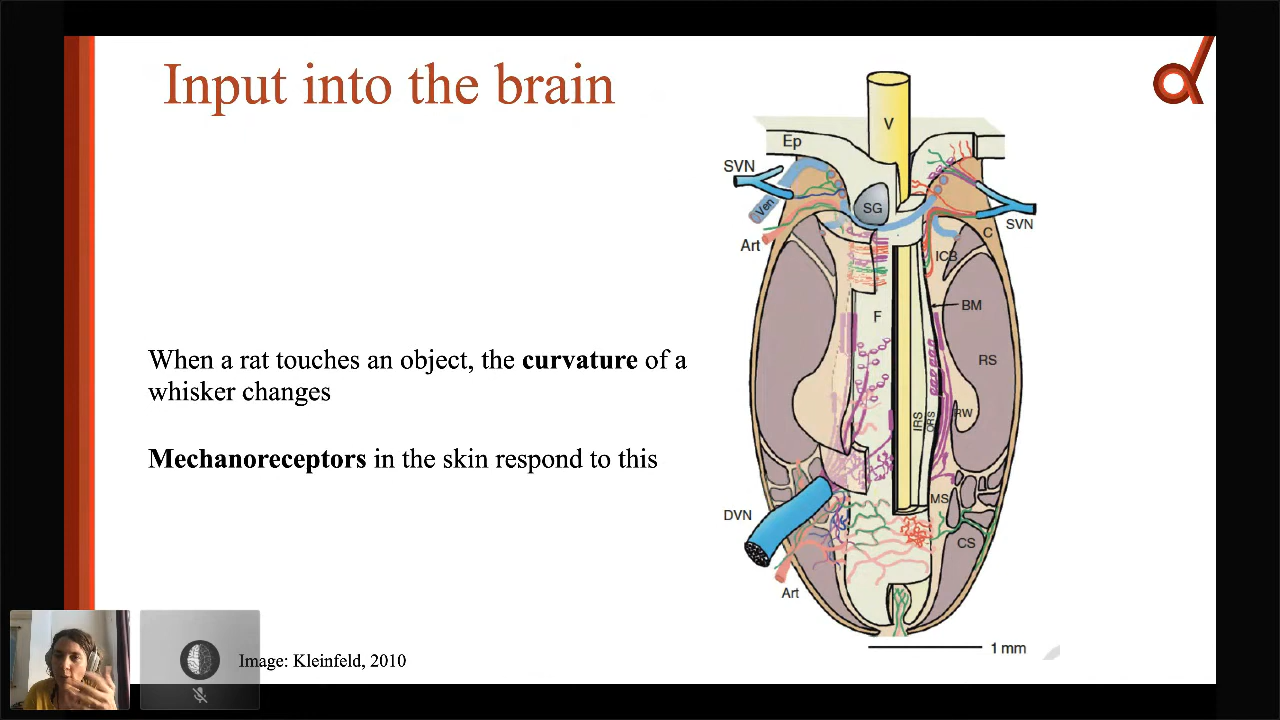 Input into the brain
When a rat touches an object, the curvature of a
whisker changes
Mechanoreceptors in the skin respond to this
Image: Kleinfeld, 2010
V
Ep
SVN
Ven
SG
SVN
Art
C
ICB
BM
F
RS
IRS
ORS
RW
MS
DVN
CS
Art
1 mm